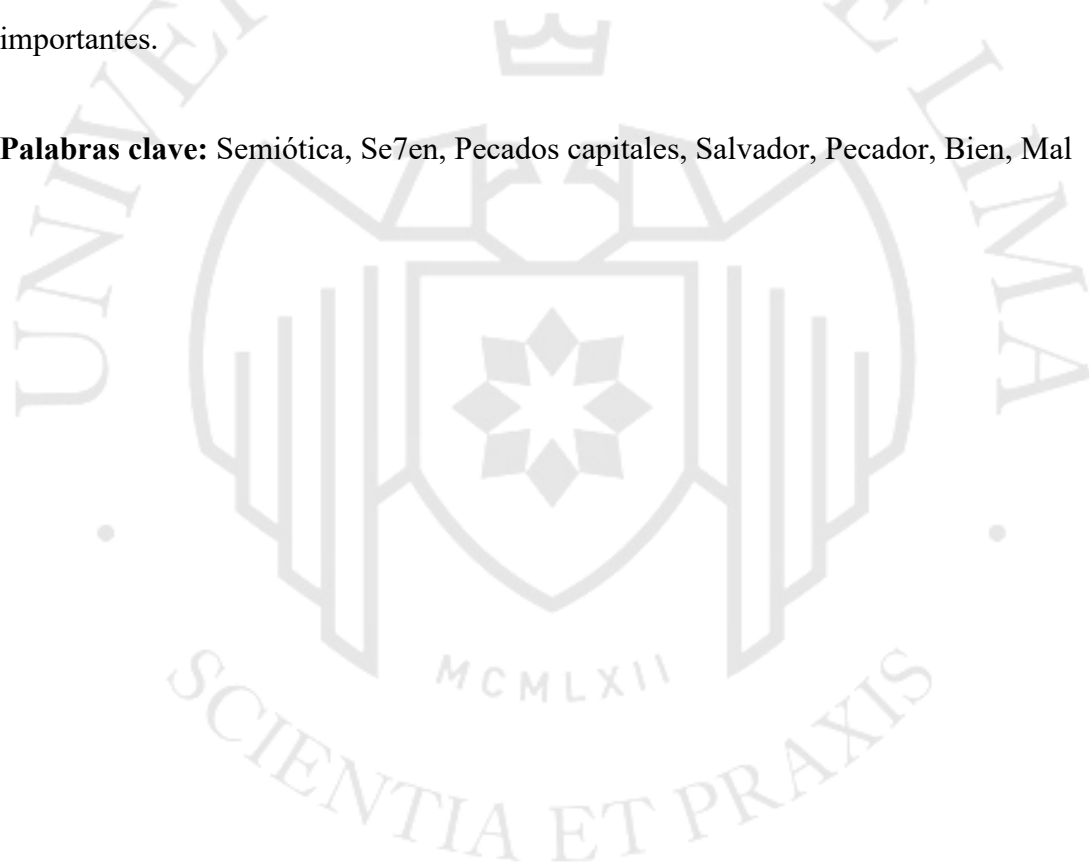 importantes.
Palabras clave: Semiótica, Se7en, Pecados capitales, Salvador, Pecador, Bien, Mal
MCMLXII
SCIENTIA ET PRAXIS